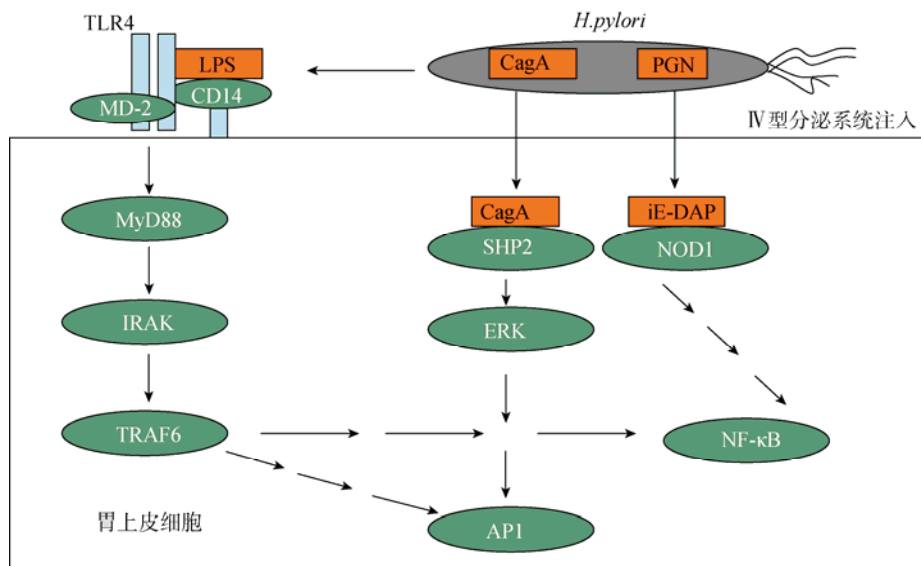 TLR4
H.pylori
LPS
CagA
PGN
CD14
MD-2
Ⅳ型分泌系统注入
MyD88
CagA
iE-DAP
SHP2
NOD1
IRAK
ERK
TRAF6
NF-κB
胃上皮细胞
AP1